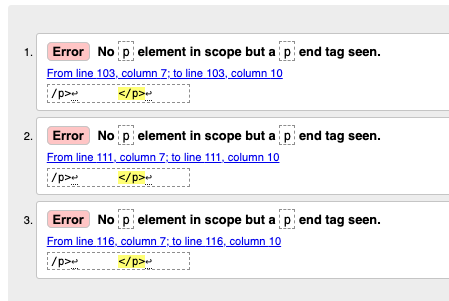 1. Error No p element in scope but a p end tag seen.
From line 103, column 7; to line 103, column 10
/p>↩ </p>↩
2. Error No p element in scope but a p end tag seen.
From line 111, column 7; to line 111, column 10
/p>↩ </p>↩
3. Error No p element in scope but a p end tag seen.
From line 116, column 7; to line 116, column 10
/p>↩ </p>↩